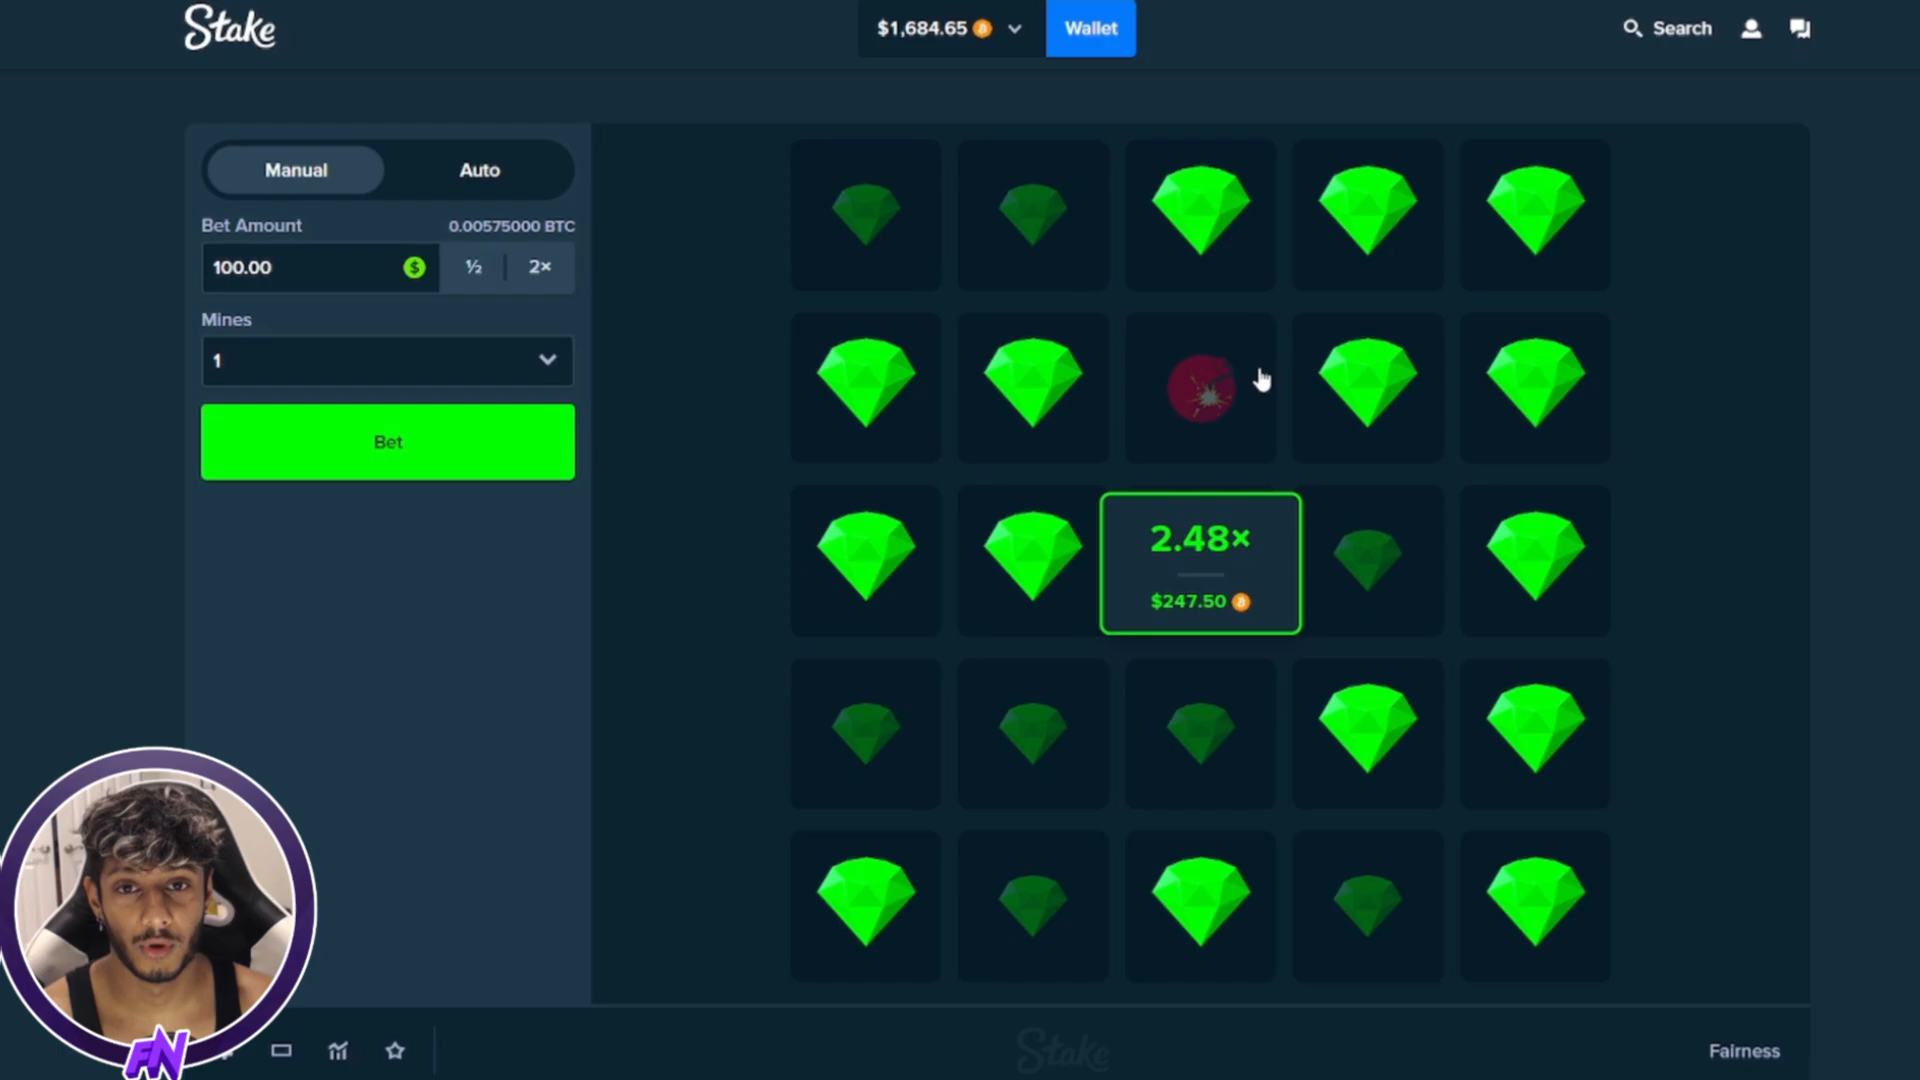 Stake
$1,684.65
Wallet
Search
Manual
Auto
Bet Amount
0.00575000 BTC
100.00
$
½
2×
Mines
1
Bet
2.48×
$247.50
Stake
Fairness
FN